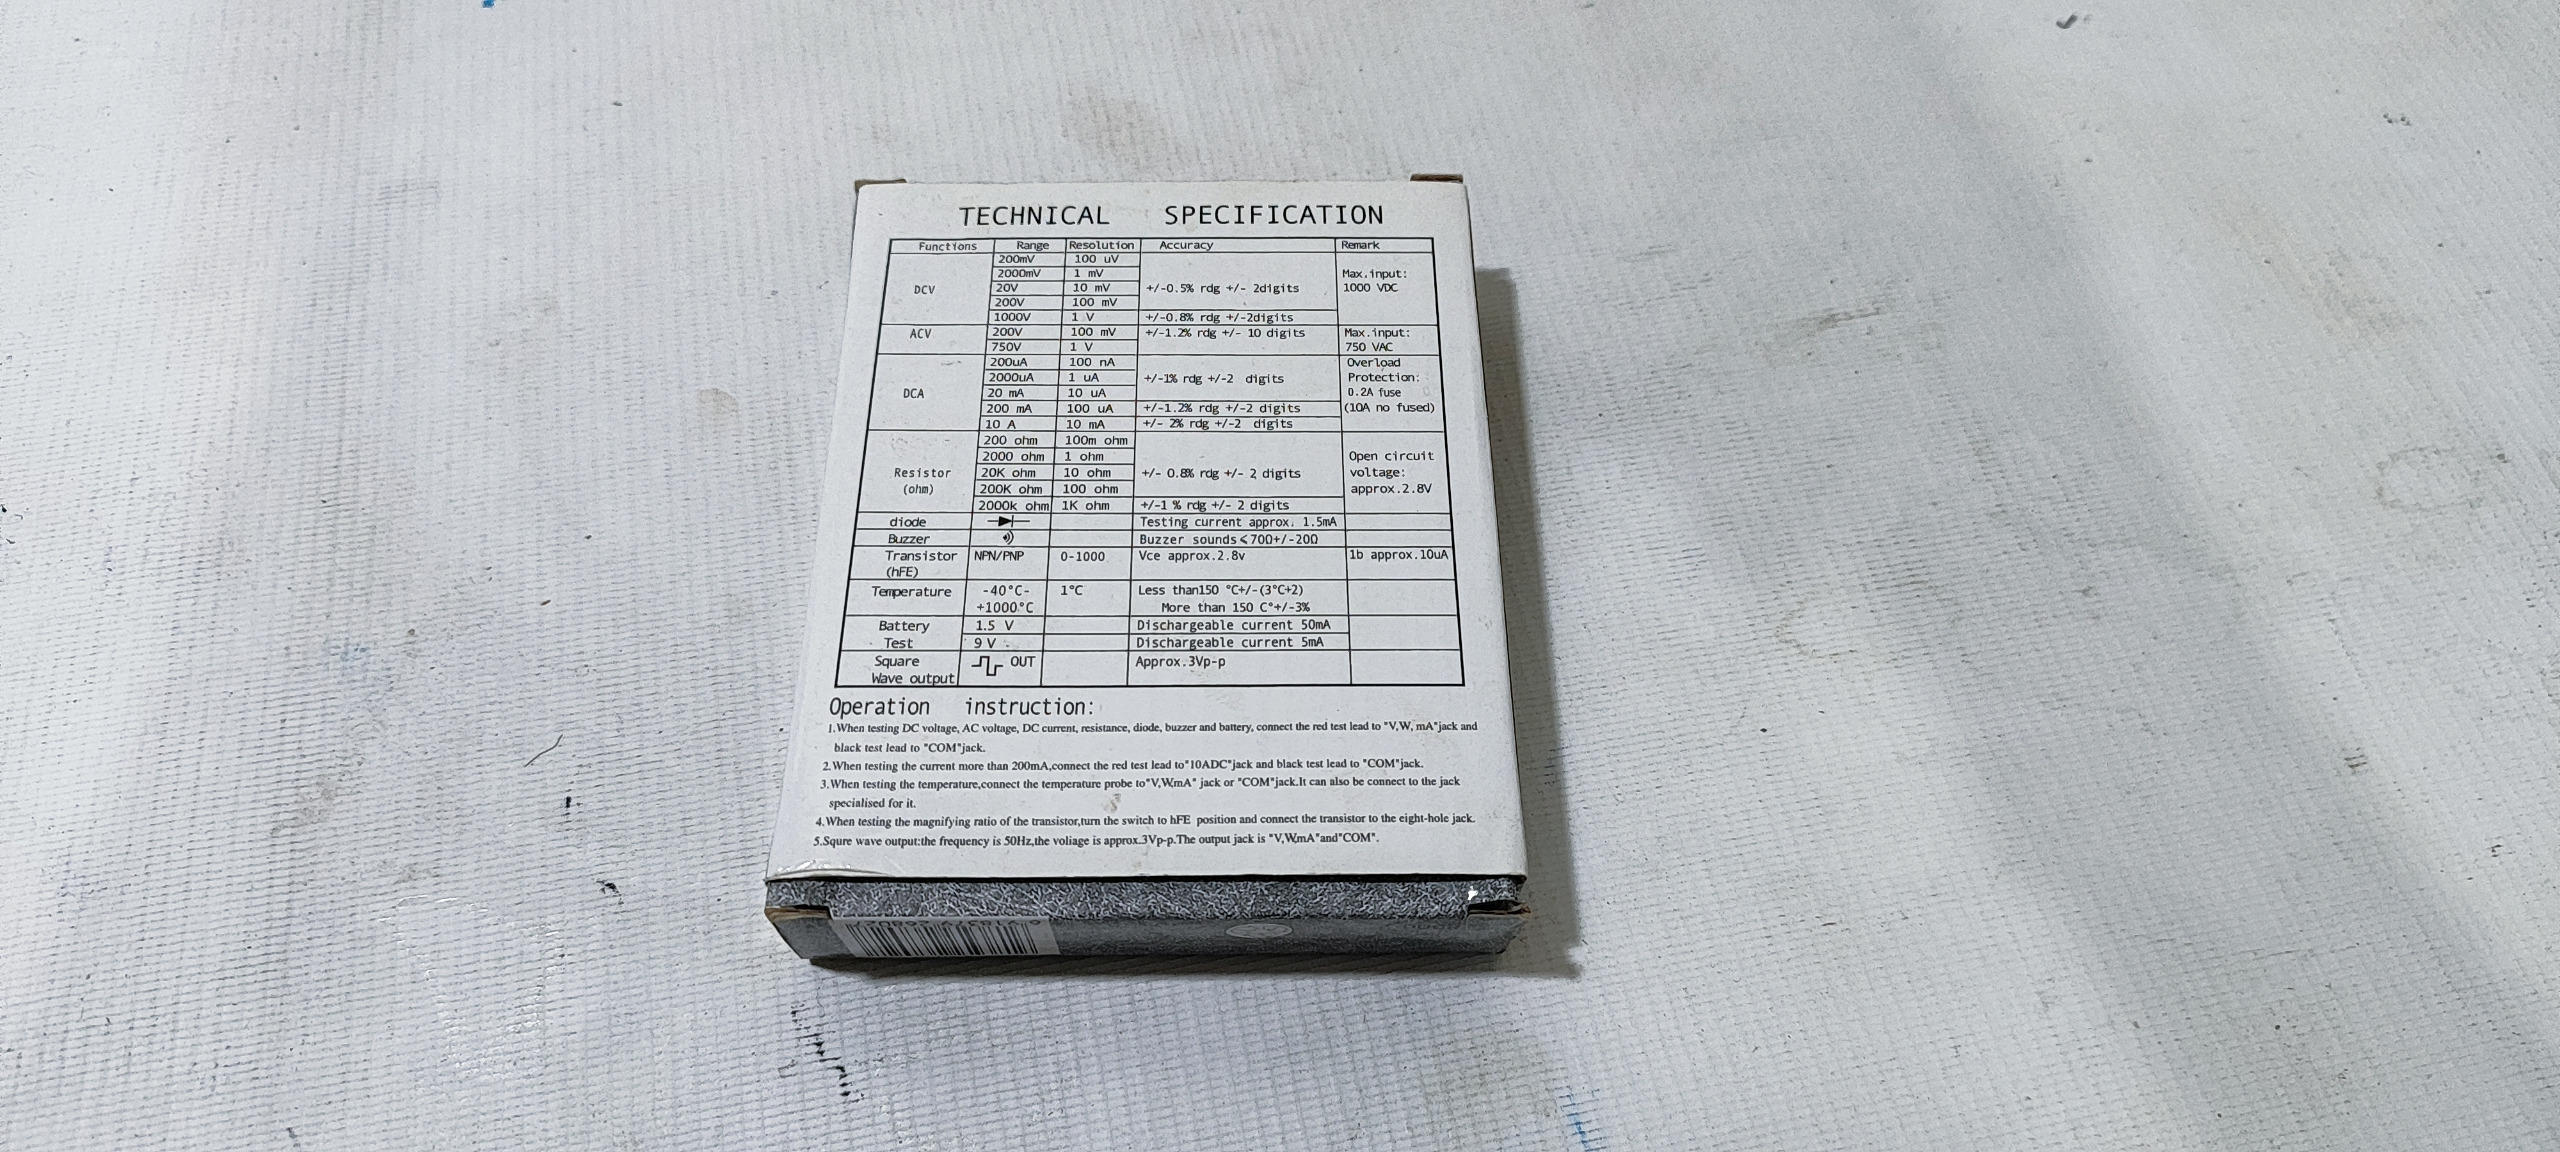 TECHNICAL SPECIFICATION
Functions Range Resolution Accuracy Remark
DCV 200mV 100 uV +/-0.5% rdg +/- 2digits Max.input: 1000 VDC
2000mV 1 mV
20V 10 mV
200V 100 mV
1000V 1 V +/-0.8% rdg +/-2digits
ACV 200V 100 mV +/-1.2% rdg +/- 10 digits Max.input: 750 VAC
750V 1 V
DCA 200uA 100 nA +/-1% rdg +/-2 digits Overload Protection: 0.2A fuse (10A no fused)
2000uA 1 uA
20 mA 10 uA
200 mA 100 uA +/-1.2% rdg +/-2 digits
10 A 10 mA +/- 2% rdg +/-2 digits
Resistor (ohm) 200 ohm 100m ohm +/- 0.8% rdg +/- 2 digits Open circuit voltage: approx.2.8V
2000 ohm 1 ohm
20K ohm 10 ohm
200K ohm 100 ohm
2000k ohm 1K ohm +/-1 % rdg +/- 2 digits
diode Testing current approx. 1.5mA
Buzzer Buzzer sounds≤70Ω+/-20Ω
Transistor (hFE) NPN/PNP 0-1000 Vce approx.2.8v 1b approx.10uA
Temperature -40°C- +1000°C 1°C Less than150 °C+/-(3°C+2)
More than 150 C°+/-3%
Battery Test 1.5 V Dischargeable current 50mA
9 V Dischargeable current 5mA
Square Wave output OUT Approx.3Vp-p
Operation instruction:
1.When testing DC voltage, AC voltage, DC current, resistance, diode, buzzer and battery, connect the red test lead to "V,W, mA"jack and
black test lead to "COM"jack.
2.When testing the current more than 200mA,connect the red test lead to"10ADC"jack and black test lead to "COM"jack.
3.When testing the temperature,connect the temperature probe to"V,W,mA" jack or "COM"jack.It can also be connect to the jack
specialised for it.
4.When testing the magnifying ratio of the transistor,turn the switch to hFE position and connect the transistor to the eight-hole jack.
5.Squre wave output:the frequency is 50Hz,the voliage is approx.3Vp-p.The output jack is "V,W,mA"and"COM".